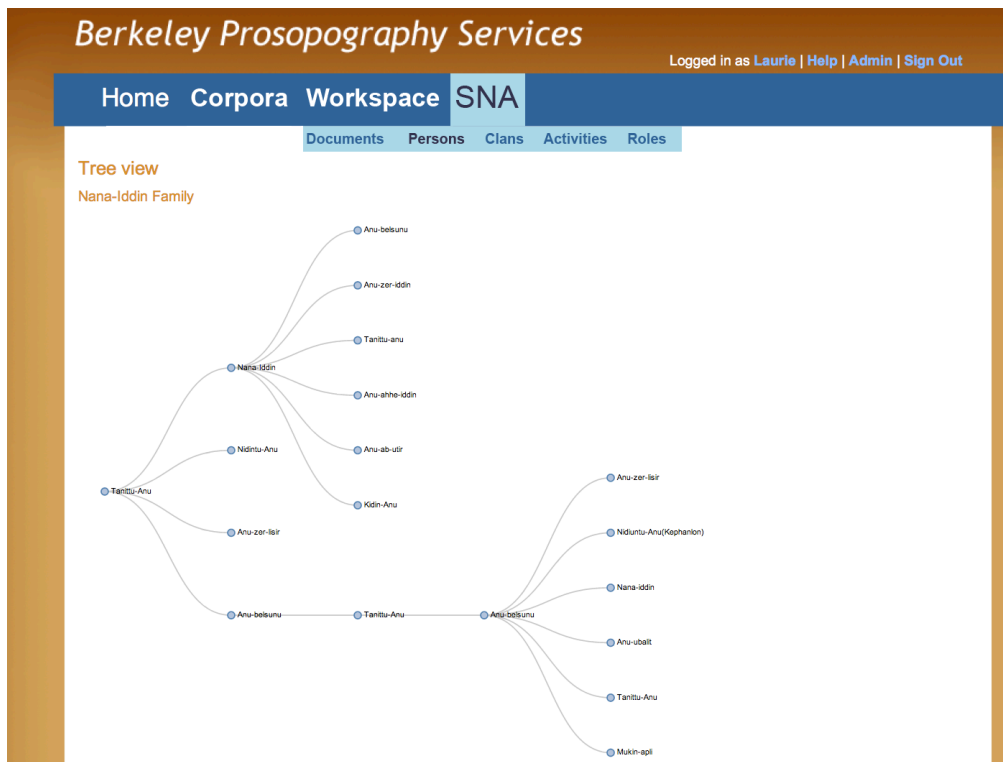 Berkeley Prosopography Services
Logged in as Laurie | Help | Admin | Sign Out
Home Corpora Workspace SNA
Documents Persons Clans Activities Roles
Tree view
Nana-Iddin Family
Anu-belsunu
Anu-zer-iddin
Tanittu-anu
Nana-Iddin
Anu-ahhe-iddin
Nidintu-Anu
Anu-ab-utir
Anu-zer-lisir
Tanittu-Anu
Kidin-Anu
Anu-zer-lisir
Nidiuntu-Anu(Kephanlon)
Nana-iddin
Anu-belsunu
Tanittu-Anu
Anu-belsunu
Anu-ubalit
Tanittu-Anu
Mukin-apli